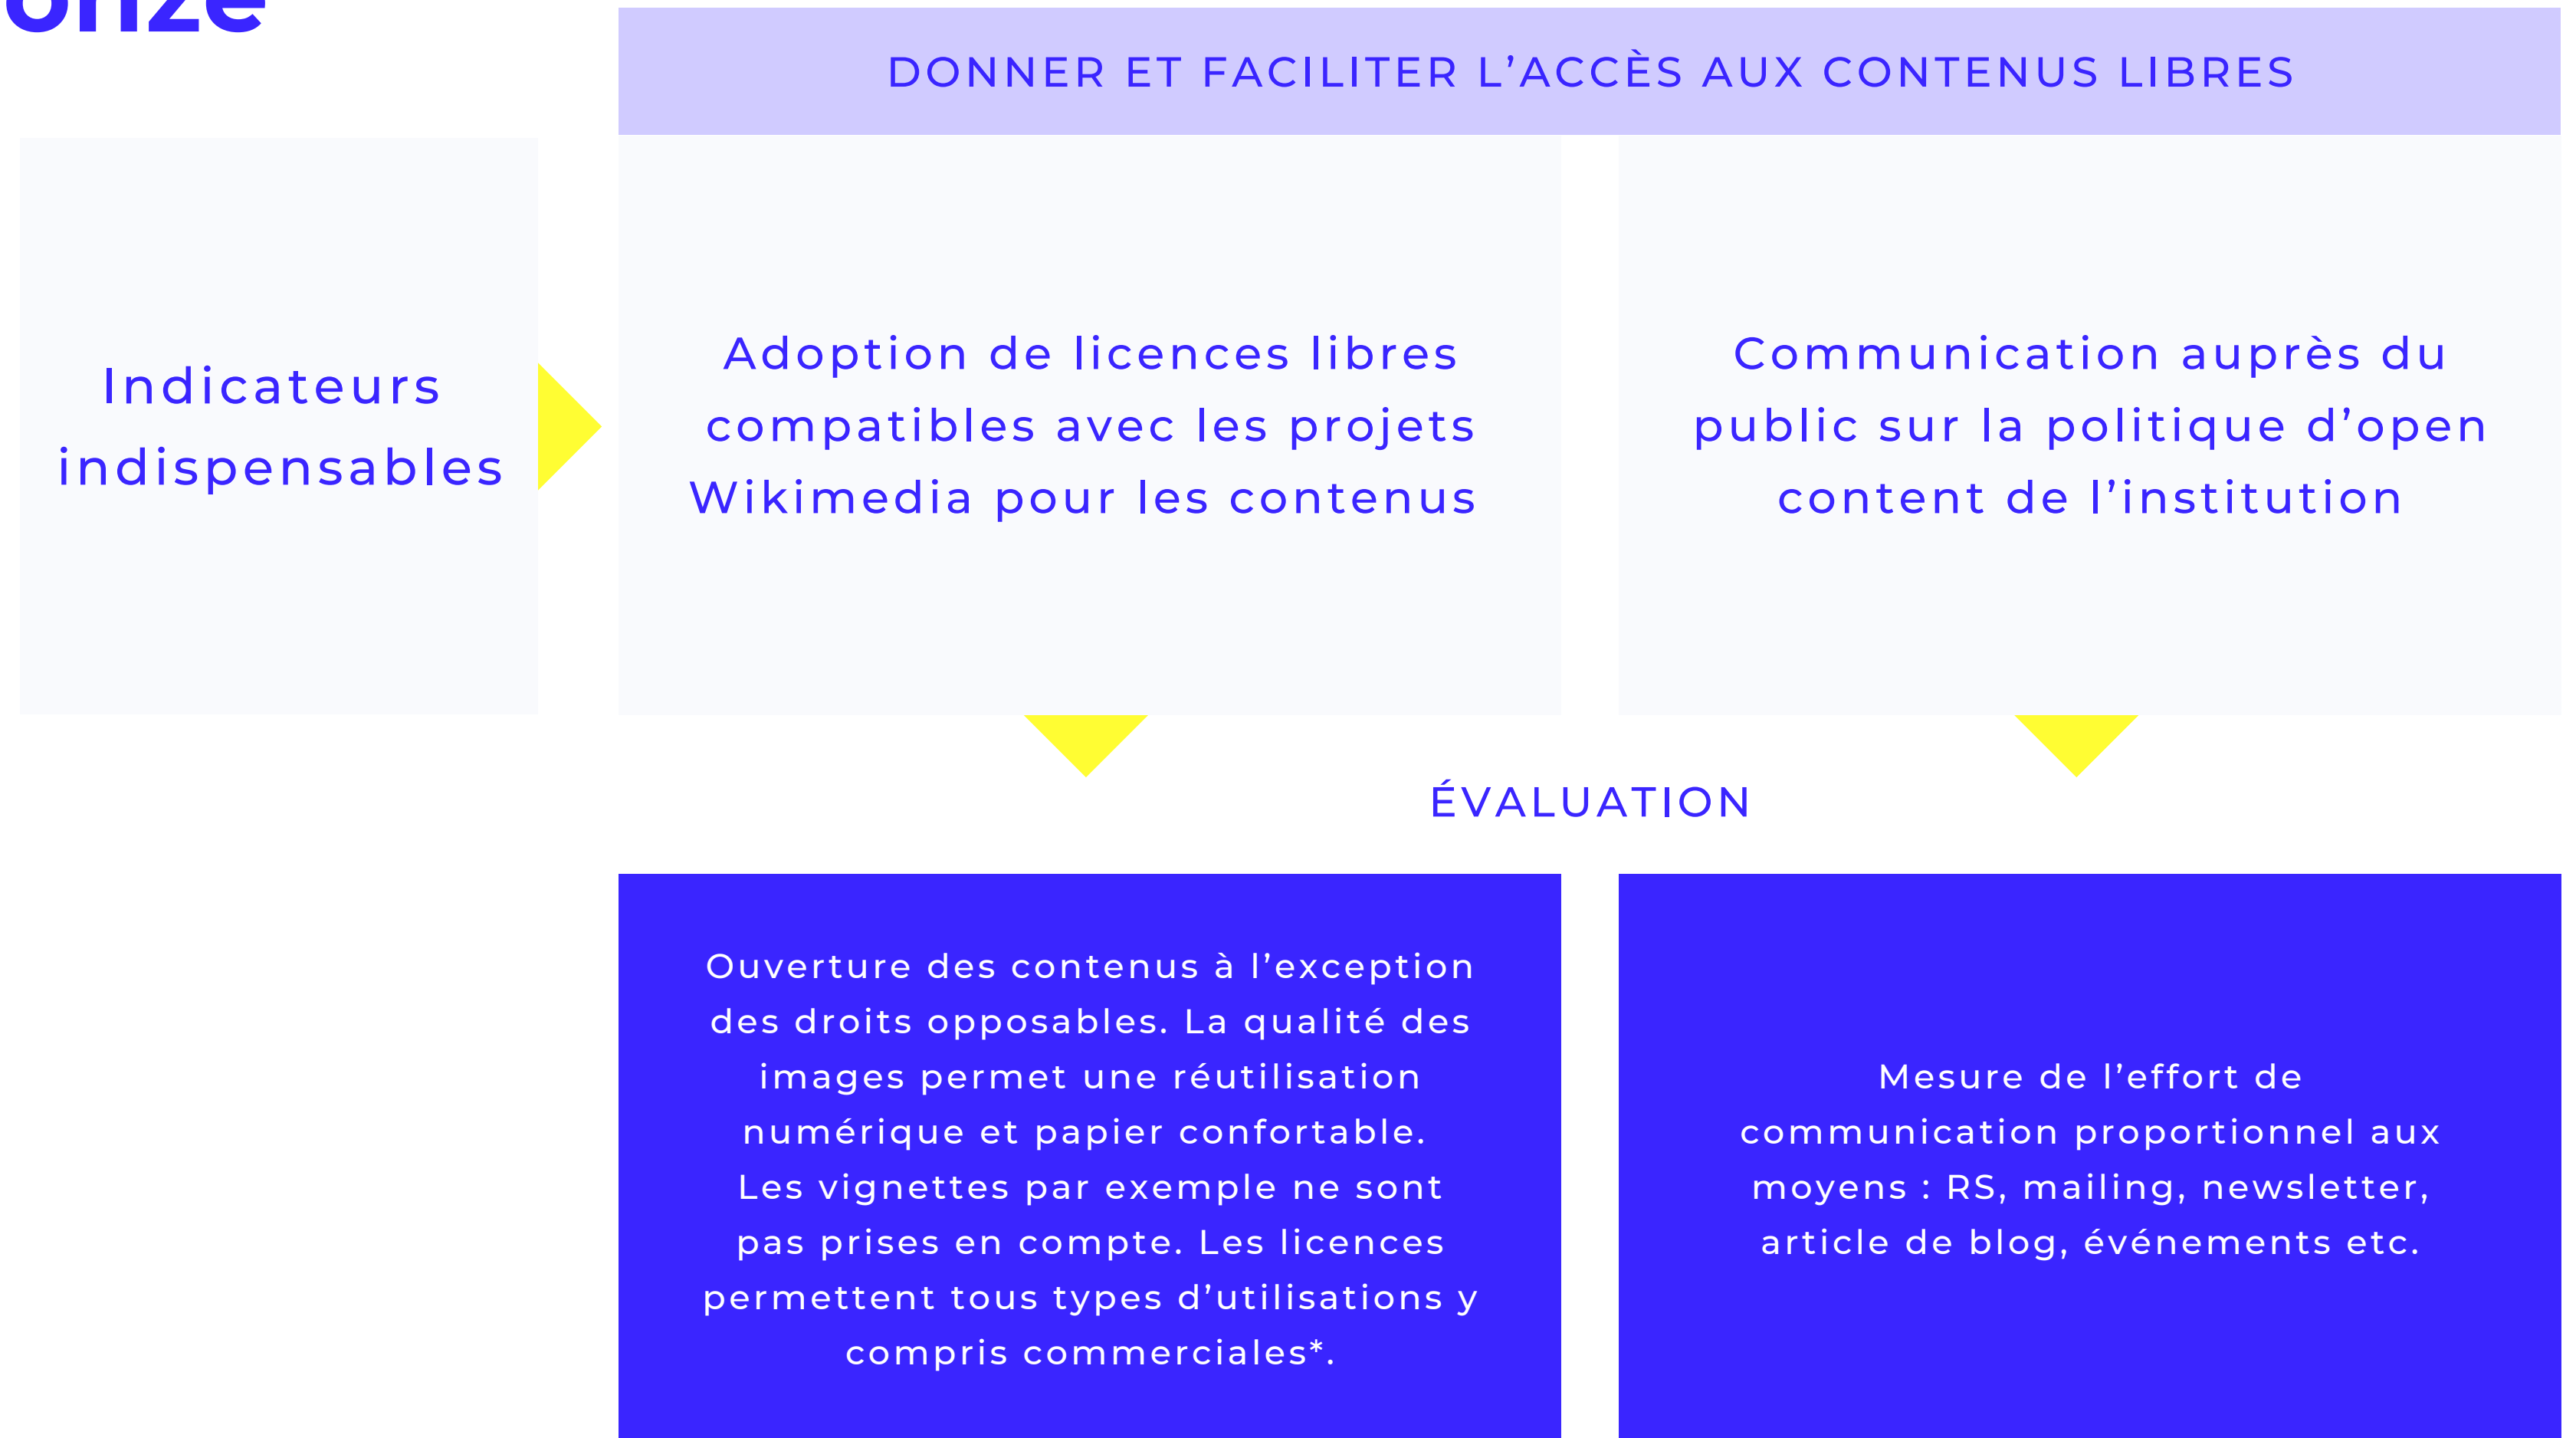 onze
DONNER ET FACILITER L’ACCÈS AUX CONTENUS LIBRES
Indicateurs
indispensables
Adoption de licences libres
compatibles avec les projets
Wikimedia pour les contenus
Communication auprès du
public sur la politique d’open
content de l’institution
ÉVALUATION
Ouverture des contenus à l’exception
des droits opposables. La qualité des
images permet une réutilisation
numérique et papier confortable.
Les vignettes par exemple ne sont
pas prises en compte. Les licences
permettent tous types d’utilisations y
compris commerciales*.
Mesure de l’effort de
communication proportionnel aux
moyens : RS, mailing, newsletter,
article de blog, événements etc.